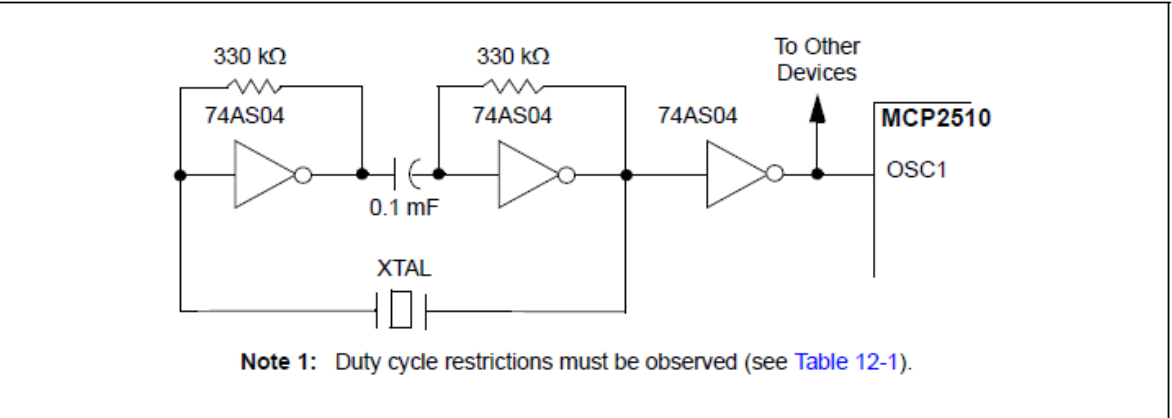 330 kΩ
330 kΩ
To Other
Devices
74AS04
74AS04
74AS04
MCP2510
OSC1
0.1 mF
XTAL
Note 1: Duty cycle restrictions must be observed (see Table 12-1).